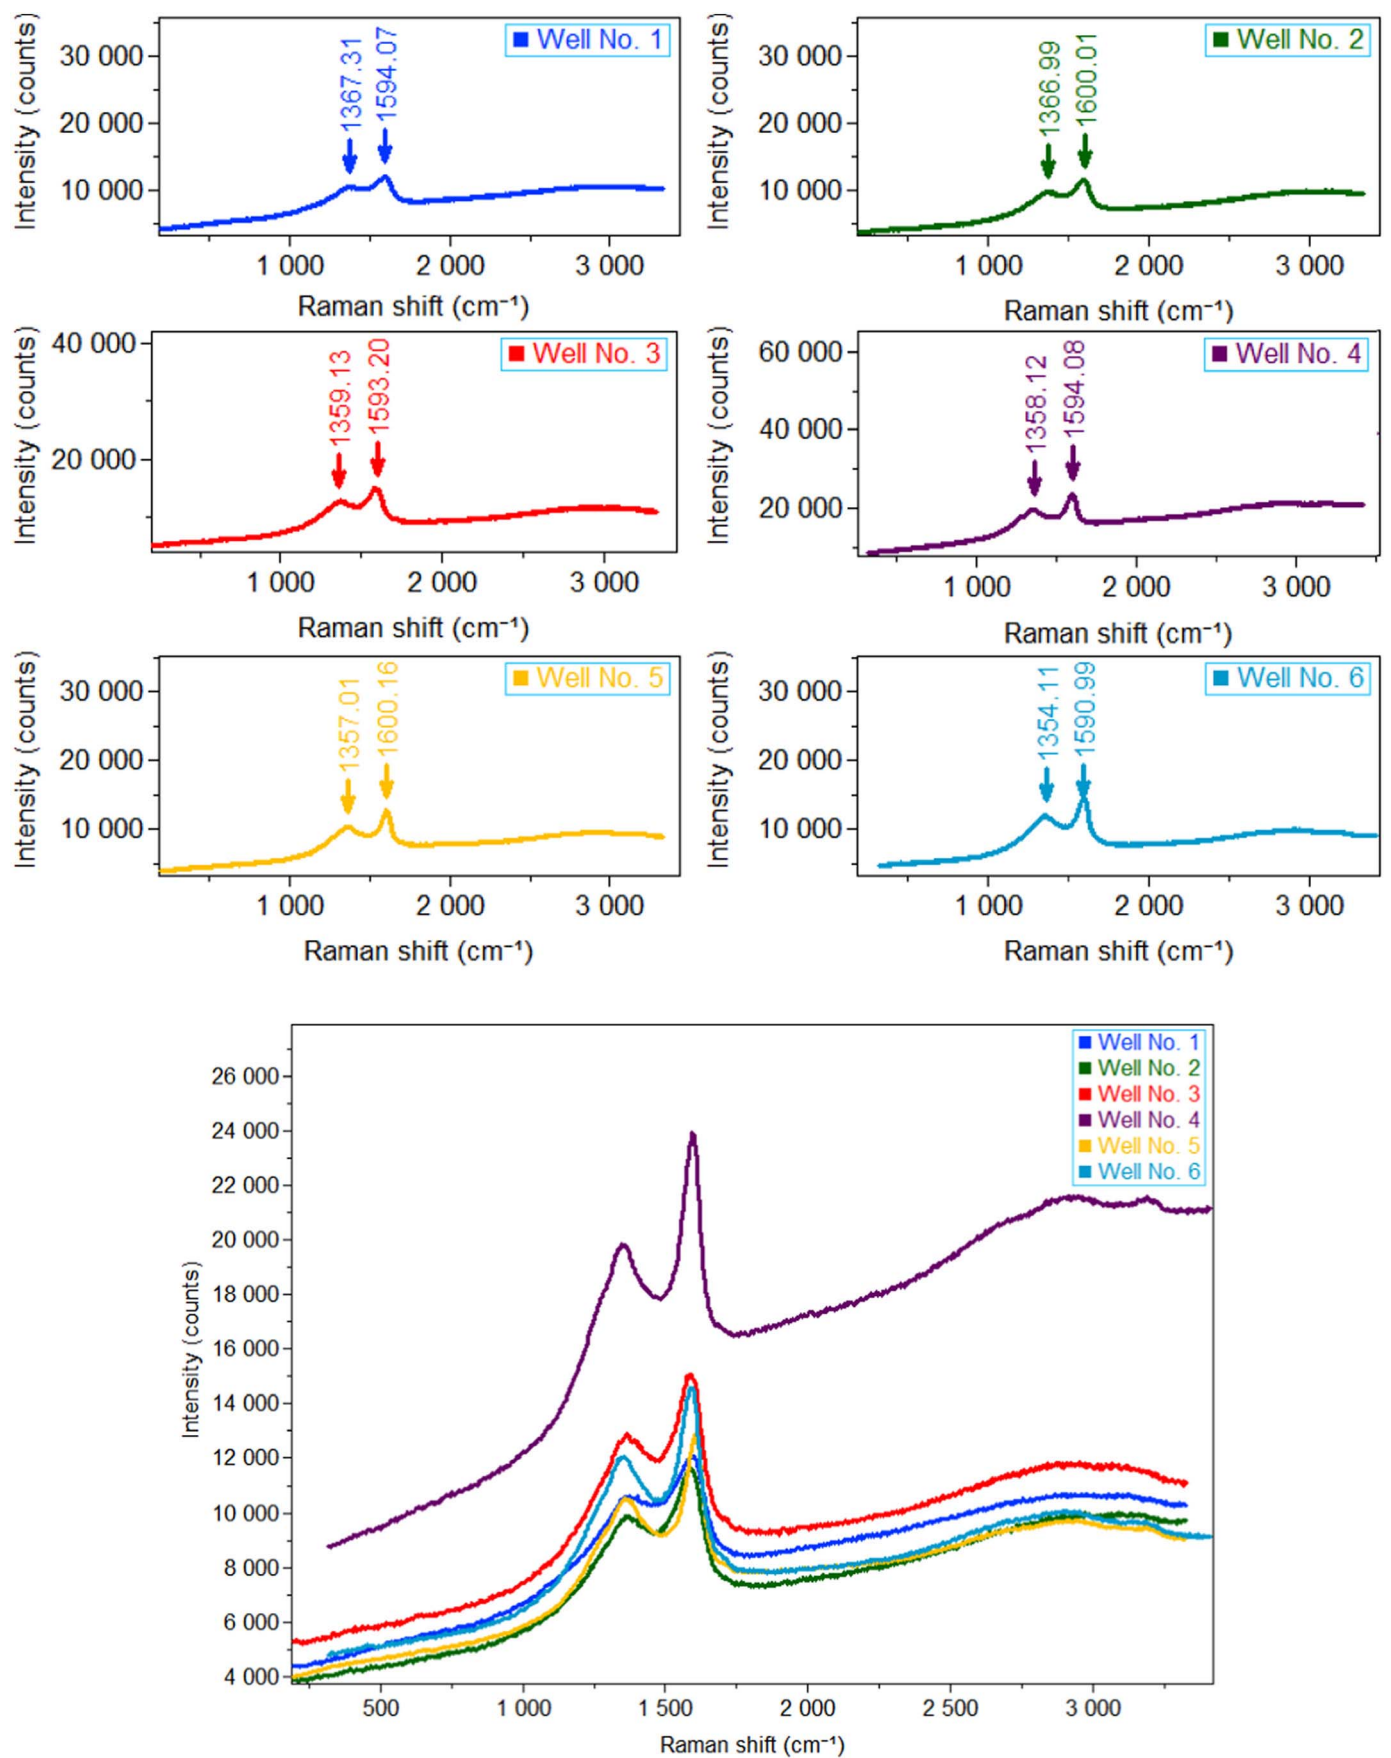 Intensity (counts)
30 000
20 000
10 000
1367.31
1594.07
Well No. 1
1 000 2 000 3 000
Raman shift (cm⁻¹)
Intensity (counts)
30 000
20 000
10 000
1366.99
1600.01
Well No. 2
1 000 2 000 3 000
Raman shift (cm⁻¹)
Intensity (counts)
40 000
20 000
1359.13
1593.20
Well No. 3
1 000 2 000 3 000
Raman shift (cm⁻¹)
Intensity (counts)
60 000
40 000
20 000
1358.12
1594.08
Well No. 4
1 000 2 000 3 000
Raman shift (cm⁻¹)
Intensity (counts)
30 000
20 000
10 000
1357.01
1600.16
Well No. 5
1 000 2 000 3 000
Raman shift (cm⁻¹)
Intensity (counts)
30 000
20 000
10 000
1354.11
1590.99
Well No. 6
1 000 2 000 3 000
Raman shift (cm⁻¹)
Intensity (counts)
26 000
24 000
22 000
20 000
18 000
16 000
14 000
12 000
10 000
8 000
6 000
4 000
Well No. 1
Well No. 2
Well No. 3
Well No. 4
Well No. 5
Well No. 6
500 1 000 1 500 2 000 2 500 3 000
Raman shift (cm⁻¹)